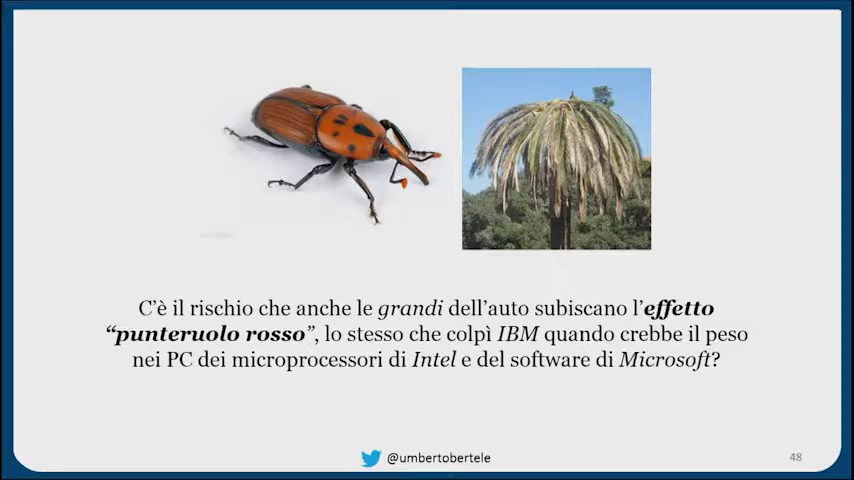 C'è il rischio che anche le grandi dell'auto subiscano l'effetto
“punteruolo rosso”, lo stesso che colpì IBM quando crebbe il peso
nei PC dei microprocessori di Intel e del software di Microsoft?
@umbertobertele
48